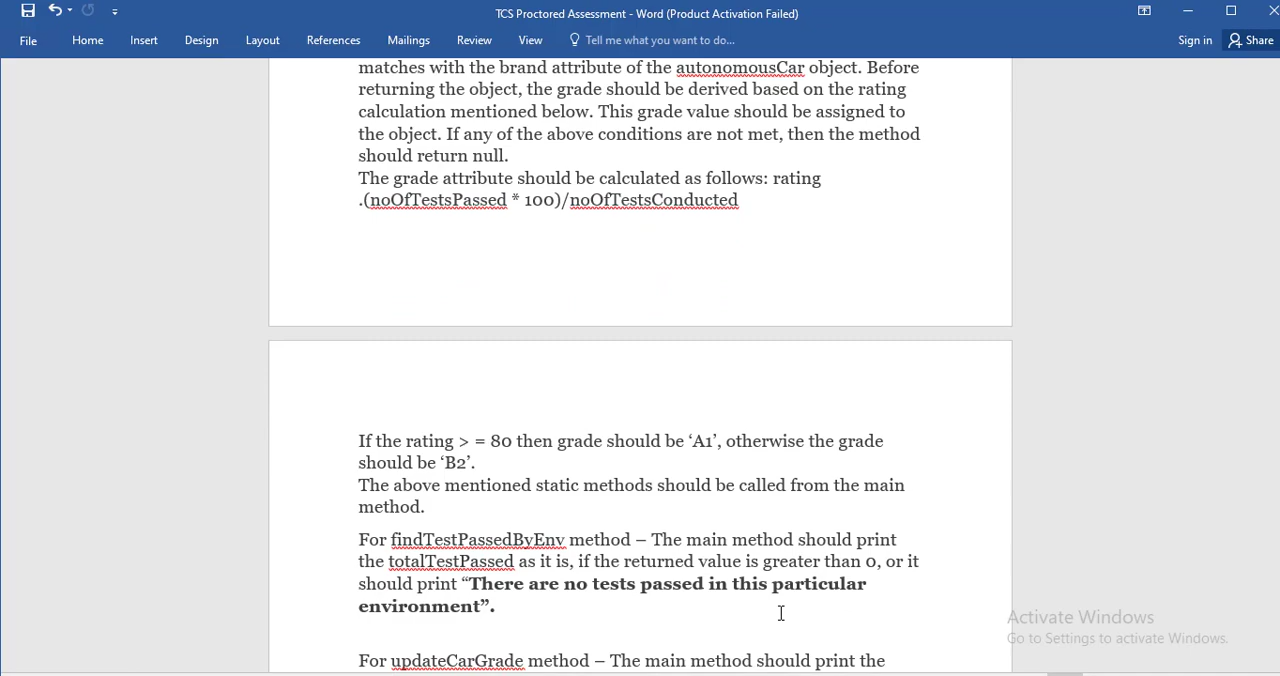 TCS Proctored Assessment - Word (Product Activation Failed)
File Home Insert Design Layout References Mailings Review View Tell me what you want to do... Sign in Share
matches with the brand attribute of the autonomousCar object. Before
returning the object, the grade should be derived based on the rating
calculation mentioned below. This grade value should be assigned to
the object. If any of the above conditions are not met, then the method
should return null.
The grade attribute should be calculated as follows: rating
.(noOfTestsPassed * 100)/noOfTestsConducted
If the rating > = 80 then grade should be ‘A1’, otherwise the grade
should be ‘B2’.
The above mentioned static methods should be called from the main
method.
For findTestPassedByEnv method – The main method should print
the totalTestPassed as it is, if the returned value is greater than 0, or it
should print “There are no tests passed in this particular
environment”.
Activate Windows
Go to Settings to activate Windows.
For updateCarGrade method – The main method should print the